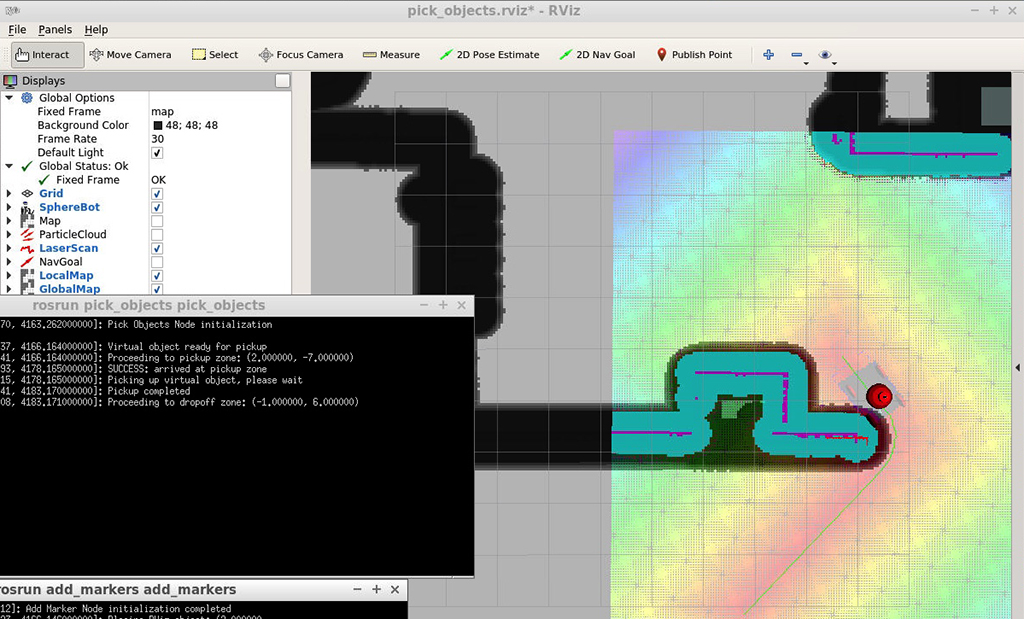 pick_objects.rviz* - RViz
File Panels Help
Interact Move Camera Select Focus Camera Measure 2D Pose Estimate 2D Nav Goal Publish Point
Displays
Global Options
Fixed Frame map
Background Color 48; 48; 48
Frame Rate 30
Default Light
Global Status: Ok
Fixed Frame OK
Grid
SphereBot
Map
ParticleCloud
LaserScan
NavGoal
LocalMap
GlobalMap
rosrun pick_objects pick_objects
70, 4163.262000000]: Pick Objects Node initialization
37, 4166.164000000]: Virtual object ready for pickup
41, 4166.164000000]: Proceeding to pickup zone: (2.000000, -7.000000)
93, 4178.165000000]: SUCCESS: arrived at pickup zone
15, 4178.165000000]: Picking up virtual object, please wait
41, 4183.170000000]: Pickup completed
08, 4183.171000000]: Proceeding to dropoff zone: (-1.000000, 6.000000)
rosrun add_markers add_markers
12]: Add Marker Node initialization completed